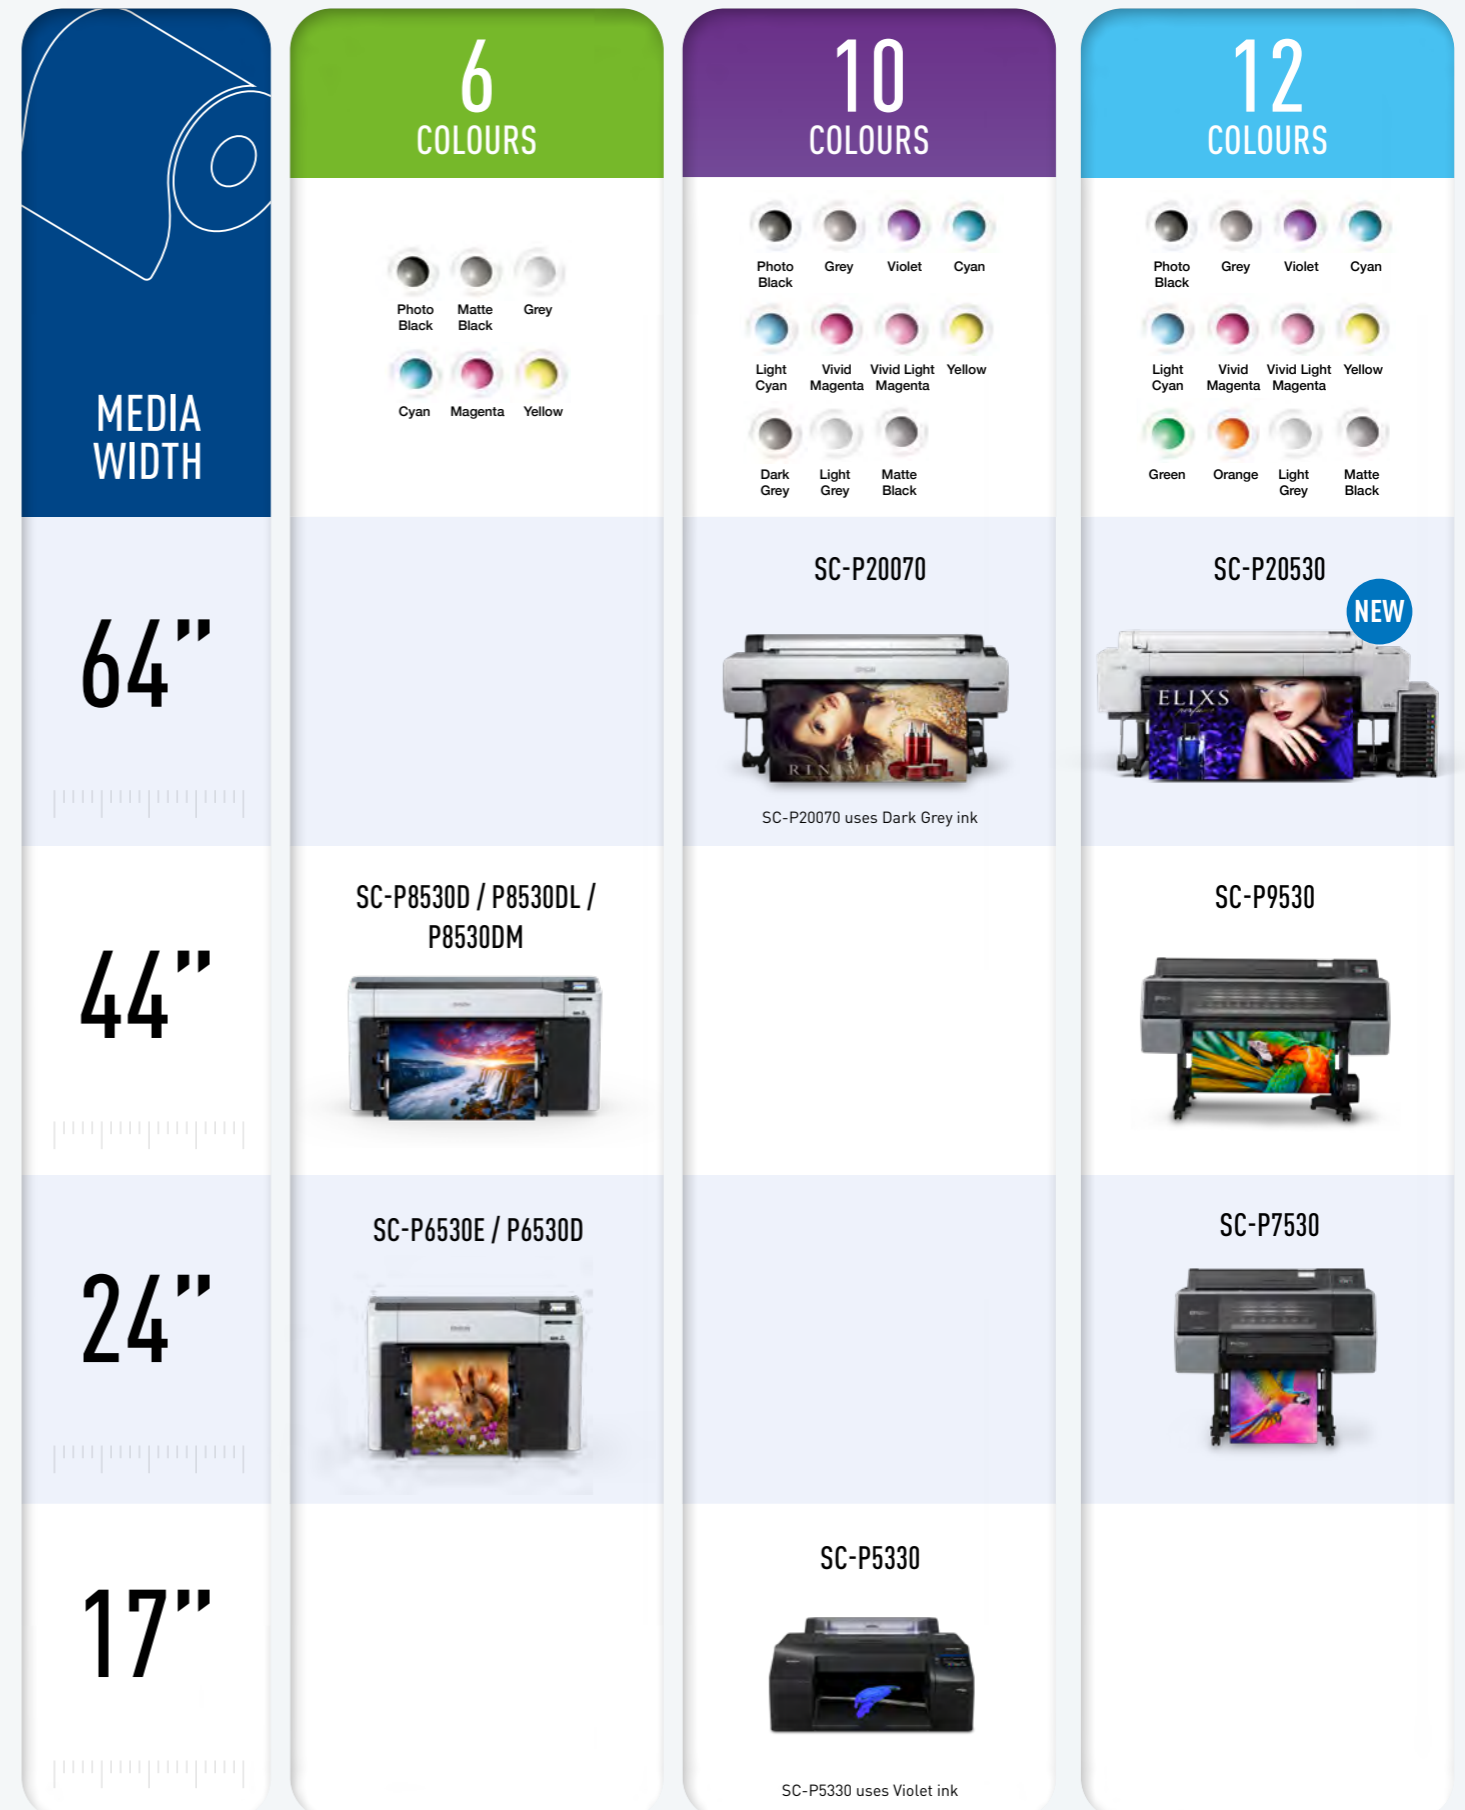 6
COLOURS
10
COLOURS
12
COLOURS
MEDIA
WIDTH
Photo Black
Matte Black
Grey
Cyan
Magenta
Yellow
Photo Black
Grey
Violet
Cyan
Light Cyan
Vivid Magenta
Vivid Light Magenta
Yellow
Dark Grey
Light Grey
Matte Black
Photo Black
Grey
Violet
Cyan
Light Cyan
Vivid Magenta
Vivid Light Magenta
Yellow
Green
Orange
Light Grey
Matte Black
64”
SC-P20070
SC-P20070 uses Dark Grey ink
SC-P20530
NEW
ELIXS
44”
SC-P8530D / P8530DL /
P8530DM
SC-P9530
24”
SC-P6530E / P6530D
SC-P7530
17”
SC-P5330
SC-P5330 uses Violet ink